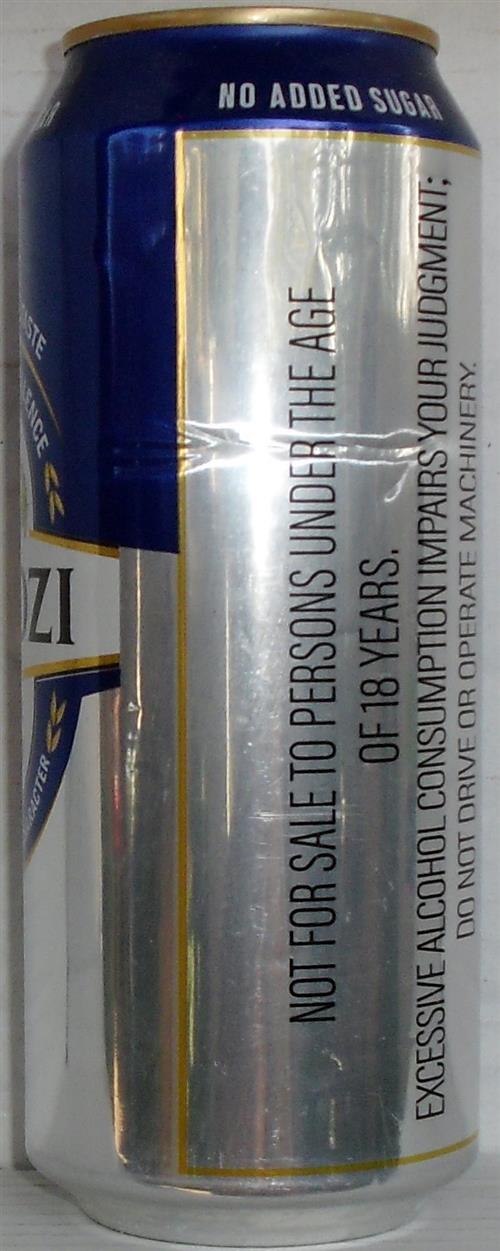 NO ADDED SUGAR
NOT FOR SALE TO PERSONS UNDER THE AGE
OF 18 YEARS.
EXCESSIVE ALCOHOL CONSUMPTION IMPAIRS YOUR JUDGMENT;
DO NOT DRIVE OR OPERATE MACHINERY.